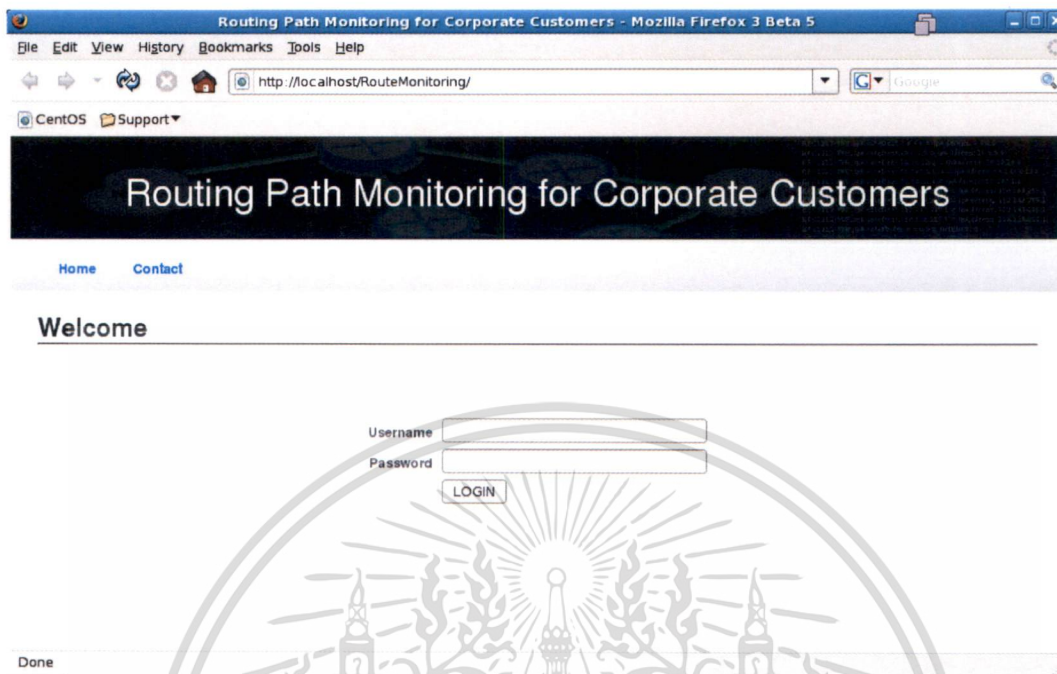 Routing Path Monitoring for Corporate Customers - Mozilla Firefox 3 Beta 5
File Edit View History Bookmarks Tools Help
http://localhost/RouteMonitoring/
G Google
CentOS Support
Routing Path Monitoring for Corporate Customers
Home Contact
Welcome
Username
Password
LOGIN
Done